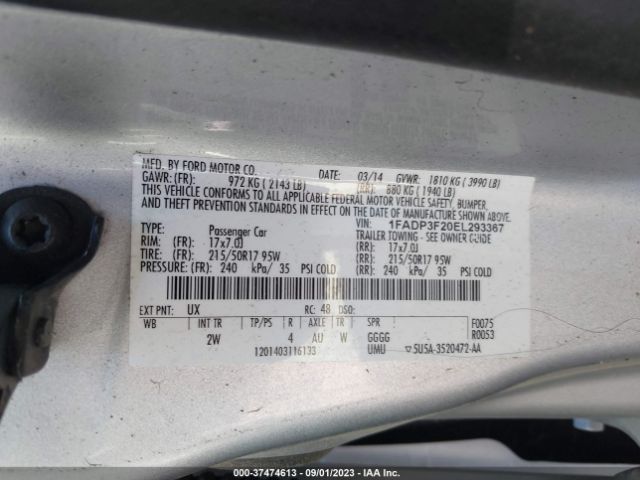 MFD. BY FORD MOTOR CO.
DATE: 03/14 GVWR: 1810 KG ( 3990 LB)
GAWR: (FR): 972 KG ( 2143 LB) (RR): 880 KG ( 1940 LB)
THIS VEHICLE CONFORMS TO ALL APPLICABLE FEDERAL MOTOR VEHICLE SAFETY, BUMPER,
AND THEFT PREVENTION STANDARDS IN EFFECT ON THE DATE OF MANUFACTURE SHOWN ABOVE.
VIN: 1FADP3F20EL293367
TYPE: Passenger Car TRAILER TOWING - SEE OWNER GUIDE
RIM: (FR): 17x7.0J (RR): 17x7.0J
TIRE: (FR): 215/50R17 95W (RR): 215/50R17 95W
PRESSURE: (FR): 240 kPa/ 35 PSI COLD (RR): 240 kPa/ 35 PSI COLD
EXT PNT: UX RC: 48 DSO:
WB INT TR TP/PS R AXLE TR SPR F0075
2W 4 AU W GGGG R0053
1201403116133 UMU SU5A-3520472-AA
000-37474613 - 09/01/2023 - IAA Inc.